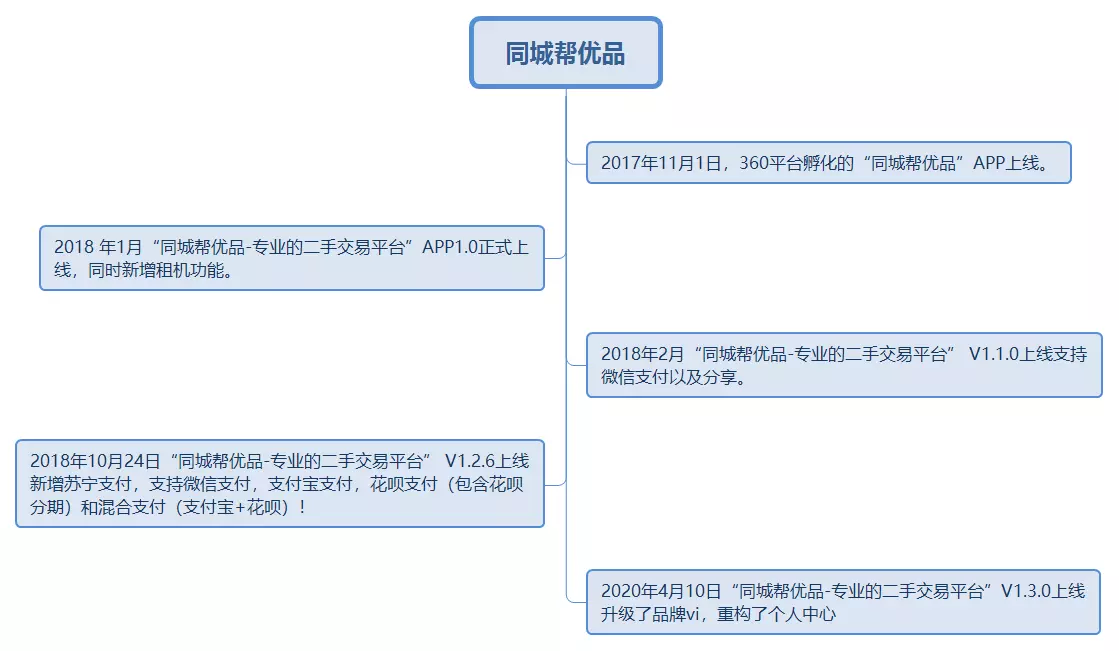 同城帮优品
2017年11月1日，360平台孵化的“同城帮优品”APP上线。
2018 年1月“同城帮优品-专业的二手交易平台”APP1.0正式上
线，同时新增租机功能。
2018年2月“同城帮优品-专业的二手交易平台” V1.1.0上线支持
微信支付以及分享。
2018年10月24日“同城帮优品-专业的二手交易平台” V1.2.6上线
新增苏宁支付，支持微信支付，支付宝支付，花呗支付（包含花呗
分期）和混合支付（支付宝+花呗）！
2020年4月10日“同城帮优品-专业的二手交易平台”V1.3.0上线
升级了品牌vi，重构了个人中心